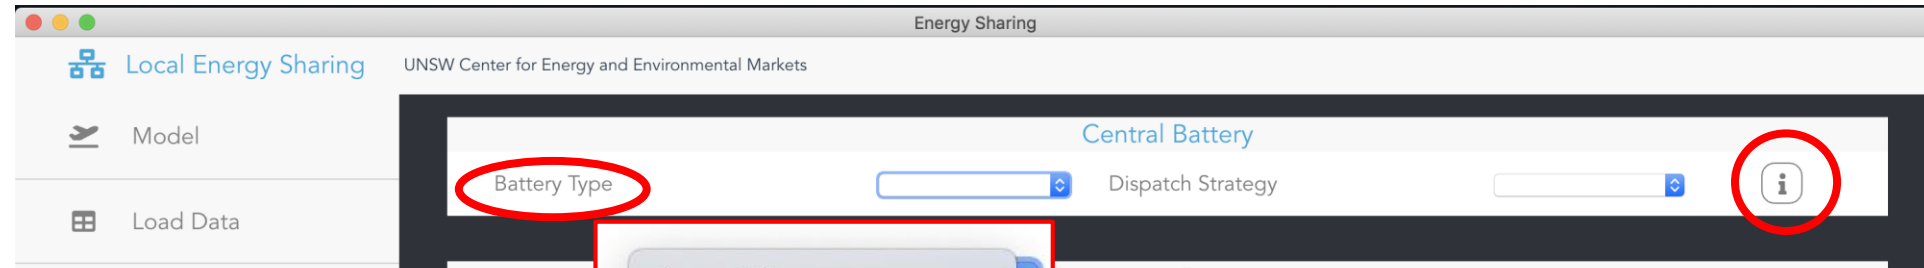 Energy Sharing
Local Energy Sharing
UNSW Center for Energy and Environmental Markets
Model
Central Battery
Battery Type
Dispatch Strategy
i
Load Data